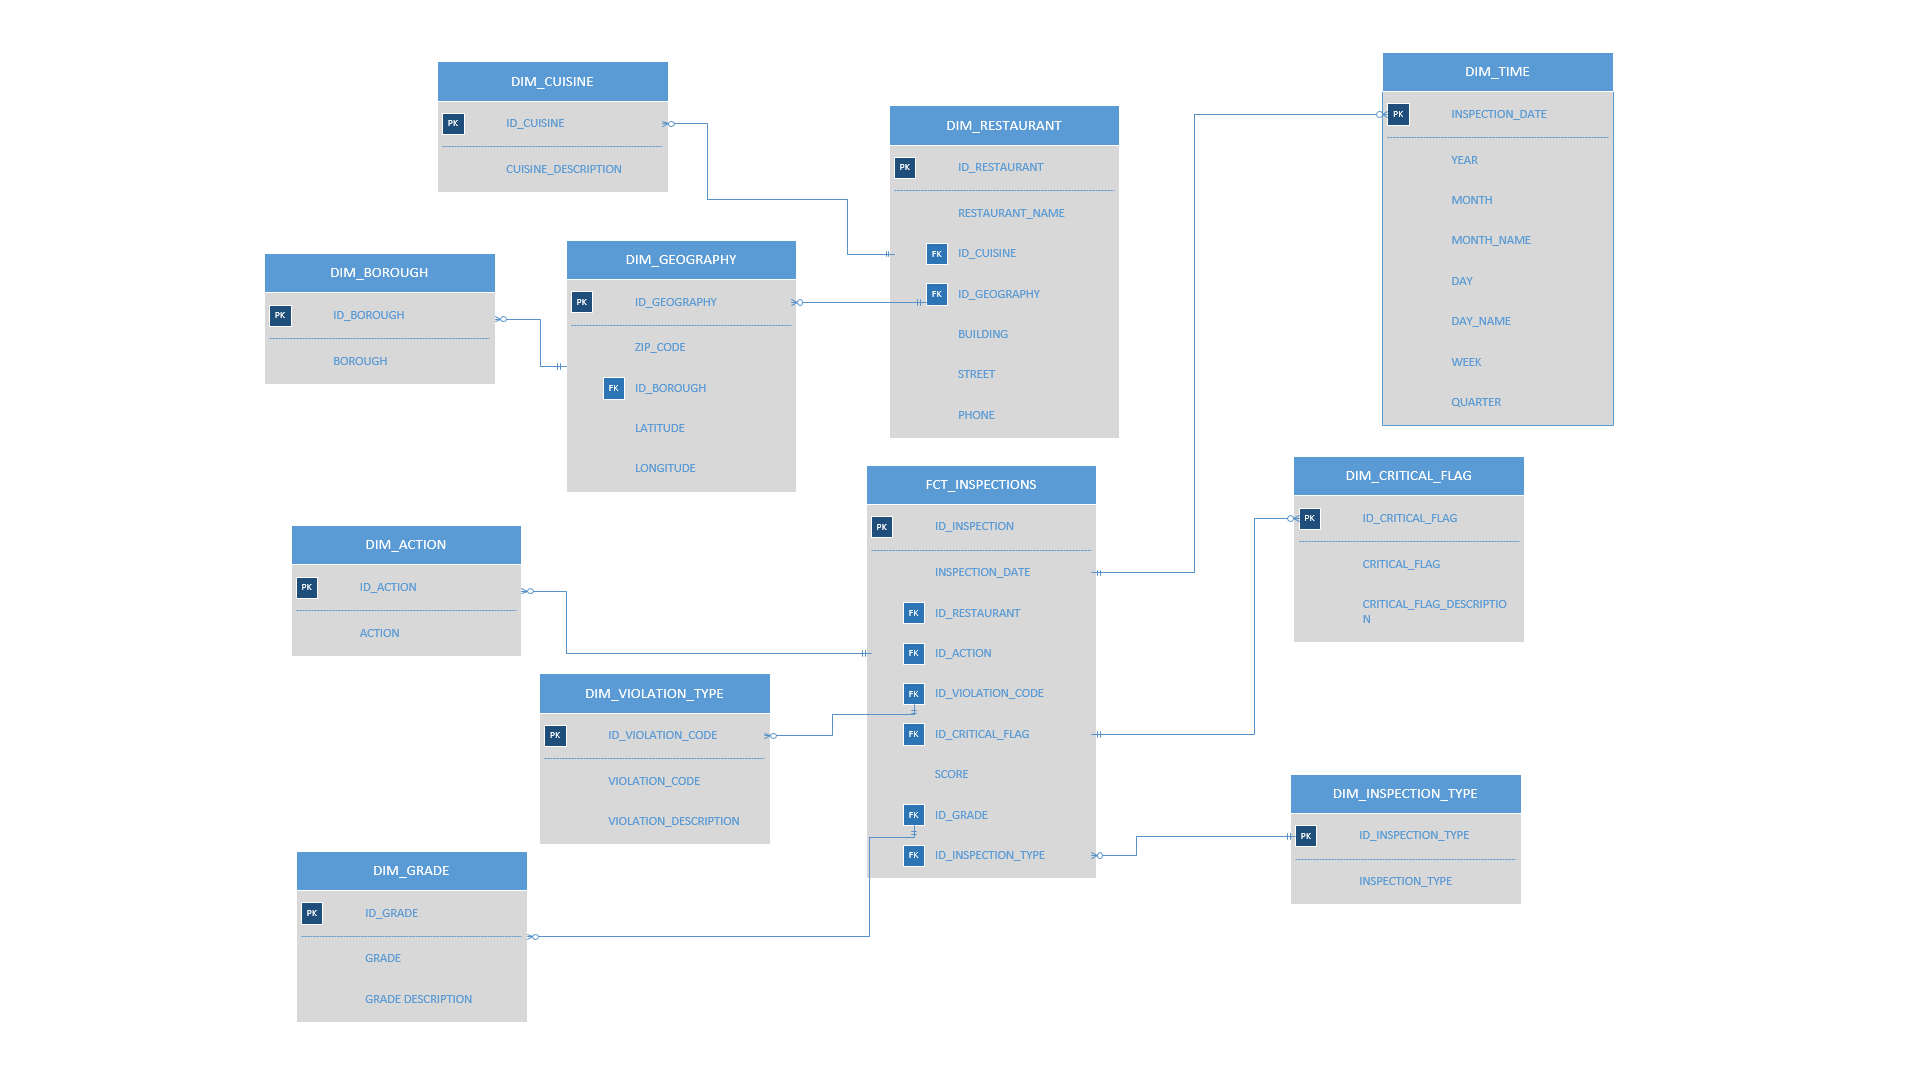 DIM_CUISINE
PK ID_CUISINE
CUISINE_DESCRIPTION
DIM_RESTAURANT
PK ID_RESTAURANT
RESTAURANT_NAME
FK ID_CUISINE
FK ID_GEOGRAPHY
BUILDING
STREET
PHONE
DIM_TIME
PK INSPECTION_DATE
YEAR
MONTH
MONTH_NAME
DAY
DAY_NAME
WEEK
QUARTER
DIM_BOROUGH
PK ID_BOROUGH
BOROUGH
DIM_GEOGRAPHY
PK ID_GEOGRAPHY
ZIP_CODE
FK ID_BOROUGH
LATITUDE
LONGITUDE
FCT_INSPECTIONS
PK ID_INSPECTION
INSPECTION_DATE
FK ID_RESTAURANT
FK ID_ACTION
FK ID_VIOLATION_CODE
FK ID_CRITICAL_FLAG
SCORE
FK ID_GRADE
FK ID_INSPECTION_TYPE
DIM_CRITICAL_FLAG
PK ID_CRITICAL_FLAG
CRITICAL_FLAG
CRITICAL_FLAG_DESCRIPTIO
N
DIM_ACTION
PK ID_ACTION
ACTION
DIM_VIOLATION_TYPE
PK ID_VIOLATION_CODE
VIOLATION_CODE
VIOLATION_DESCRIPTION
DIM_INSPECTION_TYPE
PK ID_INSPECTION_TYPE
INSPECTION_TYPE
DIM_GRADE
PK ID_GRADE
GRADE
GRADE DESCRIPTION